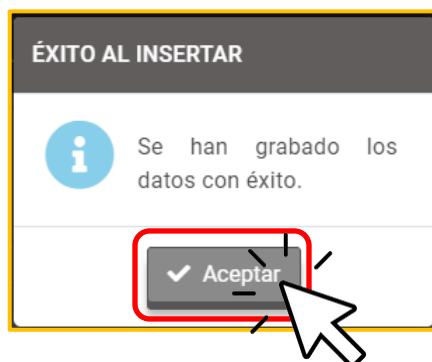 ÉXITO AL INSERTAR
Se han grabado los
datos con éxito.
Aceptar